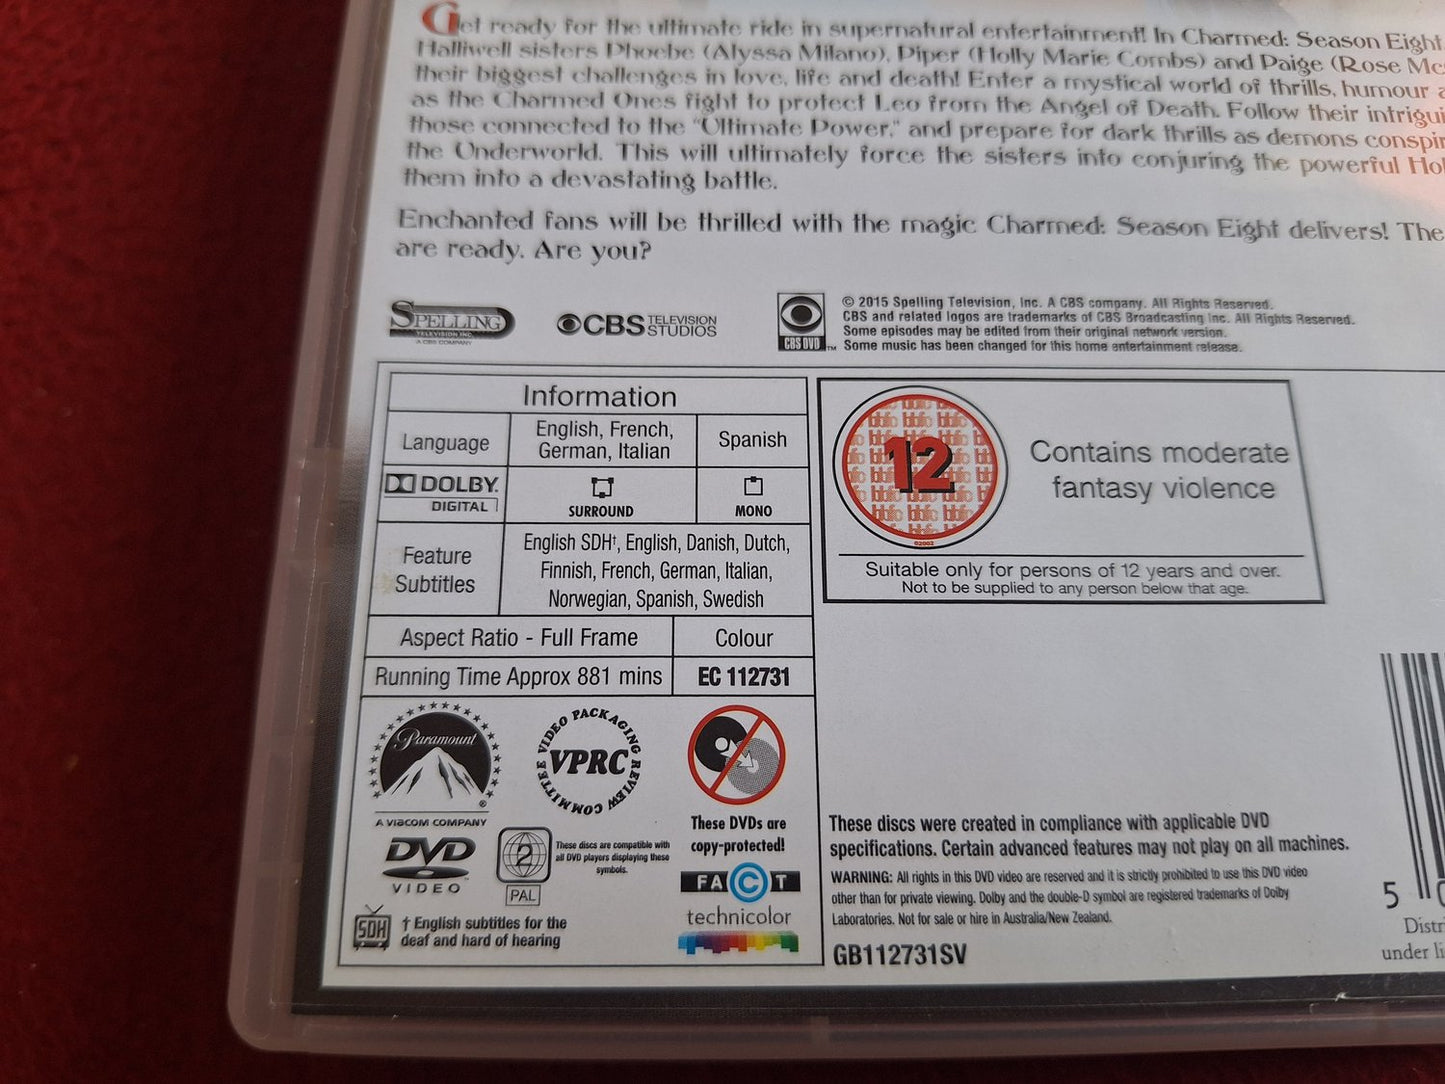 Get ready for the ultimate ride in supernatural entertainment! In Charmed: Season Eight
Halliwell sisters Phoebe (Alyssa Milano), Piper (Holly Marie Combs) and Paige (Rose
their biggest challenges in love, life and death! Enter a mystical world of thrills, humour
as the Charmed Ones fight to protect Leo from the Angel of Death. Follow their
those connected to the "Ultimate Power," and prepare for dark thrills as demons
the Underworld. This will ultimately force the sisters into conjuring the powerful
them into a devastating battle.
Enchanted fans will be thrilled with the magic Charmed: Season Eight delivers! The
are ready. Are you?
SPELLING
TELEVISION INC.
A CBS COMPANY
CBS TELEVISION
STUDIOS
CBS DVD™
© 2015 Spelling Television, Inc. A CBS company. All Rights Reserved.
CBS and related logos are trademarks of CBS Broadcasting Inc. All Rights Reserved.
Some episodes may be edited from their original network version.
Some music has been changed for this home entertainment release.
Information
Language
English, French,
German, Italian
Spanish
DOLBY
DIGITAL
SURROUND
MONO
Feature
Subtitles
English SDH†, English, Danish, Dutch,
Finnish, French, German, Italian,
Norwegian, Spanish, Swedish
Aspect Ratio - Full Frame
Colour
Running Time Approx 881 mins
EC 112731
12
Contains moderate
fantasy violence
Suitable only for persons of 12 years and over.
Not to be supplied to any person below that age.
Paramount
A VIACOM COMPANY
VIDEO PACKAGING REVIEW COMMITTEE
VPRC
These DVDs are
copy-protected!
DVD
VIDEO
2
PAL
These discs are compatible with
all DVD players displaying these
symbols.
FACT
technicolor
SDH
† English subtitles for the
deaf and hard of hearing
These discs were created in compliance with applicable DVD
specifications. Certain advanced features may not play on all machines.
WARNING: All rights in this DVD video are reserved and it is strictly prohibited to use this DVD video
other than for private viewing. Dolby and the double-D symbol are registered trademarks of Dolby
Laboratories. Not for sale or hire in Australia/New Zealand.
GB112731SV
5
under